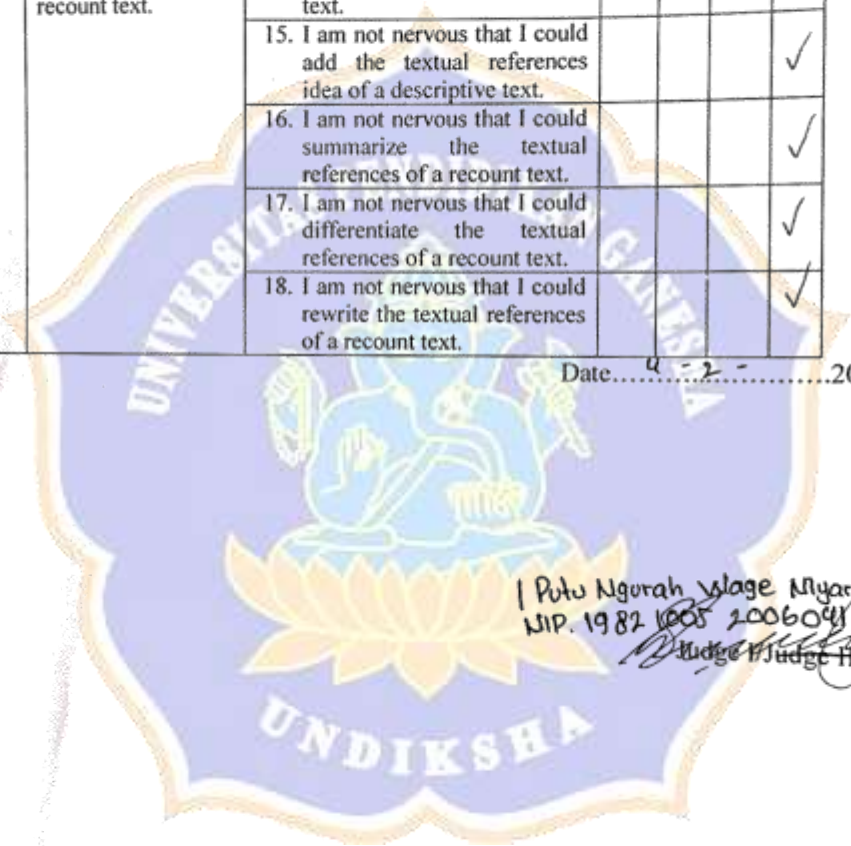 recount text.
text.
15. I am not nervous that I could
add the textual references
idea of a descriptive text.
16. I am not nervous that I could
summarize the textual
references of a recount text.
17. I am not nervous that I could
differentiate the textual
references of a recount text.
18. I am not nervous that I could
rewrite the textual references
of a recount text.
Date.....4 - 2 - .........20
I Putu Ngurah Wage Myar
NIP. 1982 1005 200604
Judge I/Judge II
UNIVERSITAS PENDIDIKAN GANESHA
UNDIKSHA